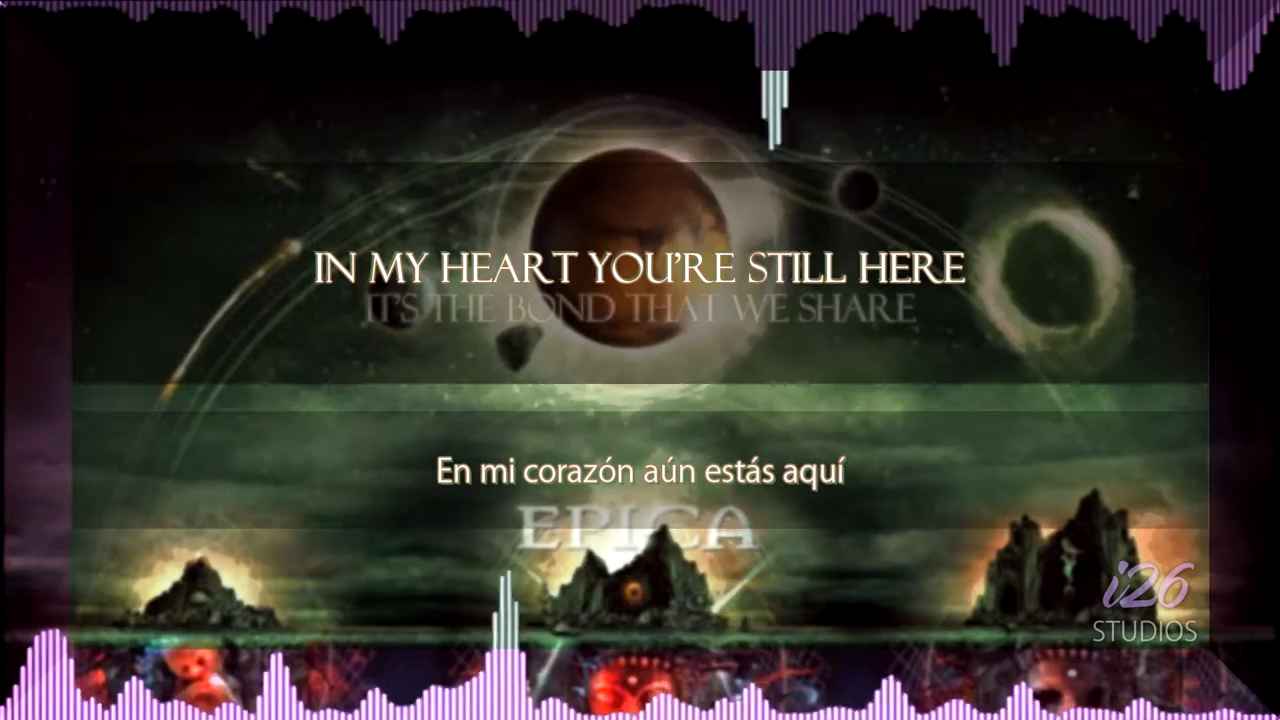 IN MY HEART YOU'RE STILL HERE
IT'S THE BOND THAT WE SHARE
En mi corazón aún estás aquí
EPICA
i26
STUDIOS